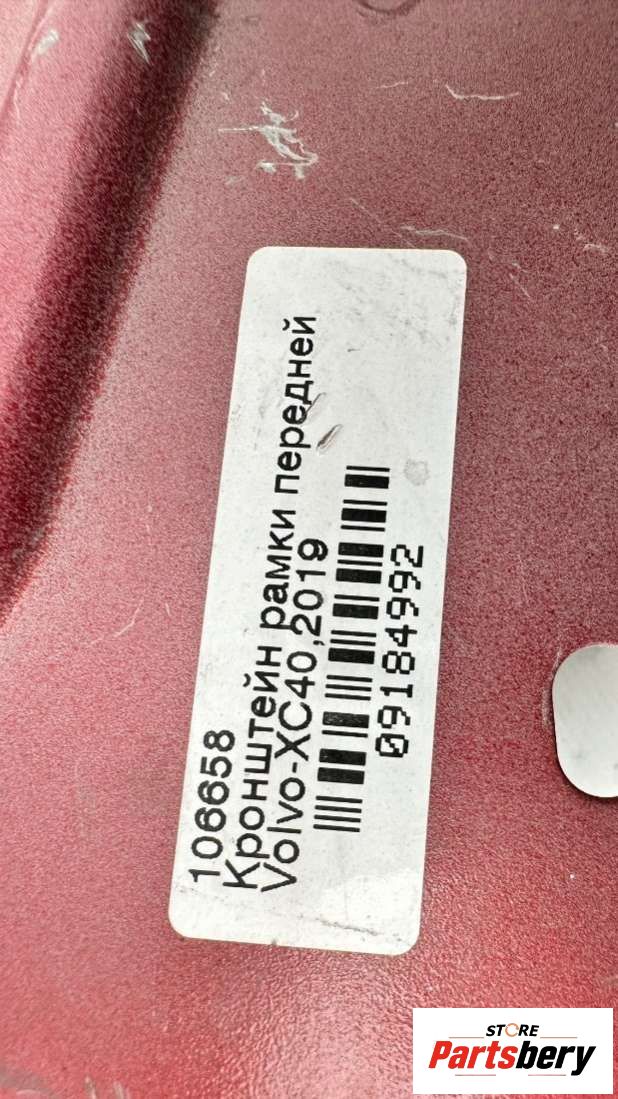 106658
Кронштейн рамки передней
Volvo-XC40,2019
09184992
STORE
Partsbery